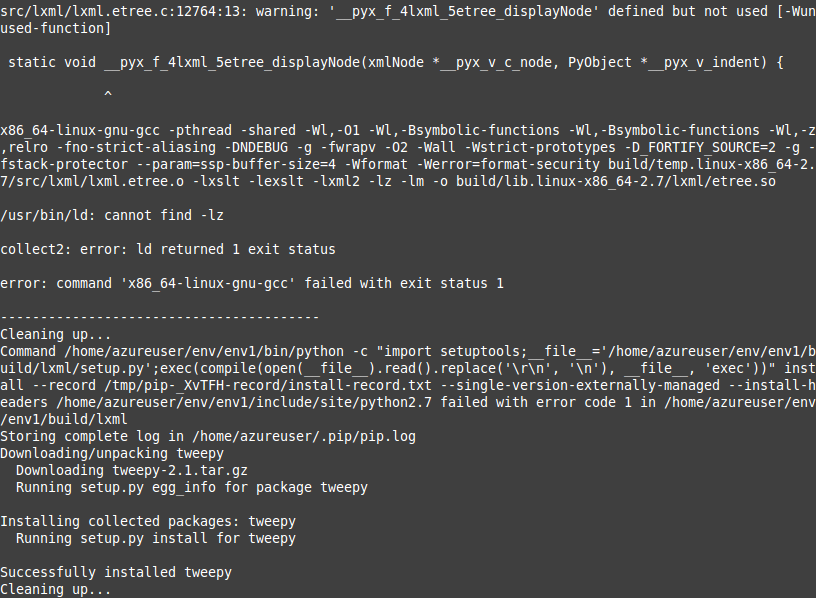 src/lxml/lxml.etree.c:12764:13: warning: '__pyx_f_4lxml_5etree_displayNode' defined but not used [-Wun
used-function]
static void __pyx_f_4lxml_5etree_displayNode(xmlNode *__pyx_v_c_node, PyObject *__pyx_v_indent) {
^
x86_64-linux-gnu-gcc -pthread -shared -Wl,-O1 -Wl,-Bsymbolic-functions -Wl,-Bsymbolic-functions -Wl,-z
,relro -fno-strict-aliasing -DNDEBUG -g -fwrapv -O2 -Wall -Wstrict-prototypes -D_FORTIFY_SOURCE=2 -g -
fstack-protector --param=ssp-buffer-size=4 -Wformat -Werror=format-security build/temp.linux-x86_64-2.
7/src/lxml/lxml.etree.o -lxslt -lexslt -lxml2 -lz -lm -o build/lib.linux-x86_64-2.7/lxml/etree.so
/usr/bin/ld: cannot find -lz
collect2: error: ld returned 1 exit status
error: command 'x86_64-linux-gnu-gcc' failed with exit status 1
----------------------------------------
Cleaning up...
Command /home/azureuser/env/env1/bin/python -c "import setuptools;__file__='/home/azureuser/env/env1/b
uild/lxml/setup.py';exec(compile(open(__file__).read().replace('\r\n', '\n'), __file__, 'exec'))" inst
all --record /tmp/pip-_XvTFH-record/install-record.txt --single-version-externally-managed --install-h
eaders /home/azureuser/env/env1/include/site/python2.7 failed with error code 1 in /home/azureuser/env
/env1/build/lxml
Storing complete log in /home/azureuser/.pip/pip.log
Downloading/unpacking tweepy
Downloading tweepy-2.1.tar.gz
Running setup.py egg_info for package tweepy
Installing collected packages: tweepy
Running setup.py install for tweepy
Successfully installed tweepy
Cleaning up...